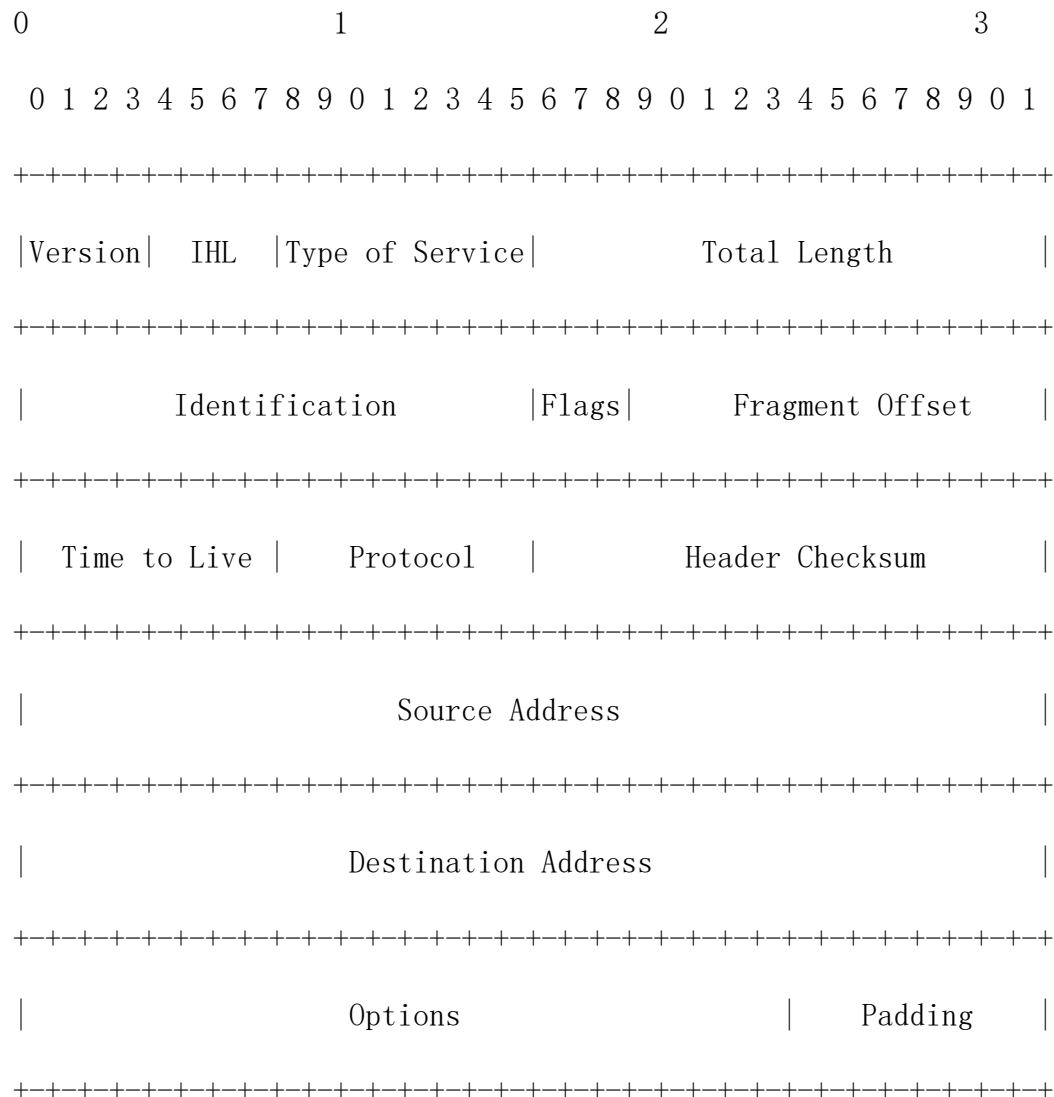 0                   1                   2                   3
 0 1 2 3 4 5 6 7 8 9 0 1 2 3 4 5 6 7 8 9 0 1 2 3 4 5 6 7 8 9 0 1
+-+-+-+-+-+-+-+-+-+-+-+-+-+-+-+-+-+-+-+-+-+-+-+-+-+-+-+-+-+-+-+-+
|Version|  IHL  |Type of Service|          Total Length         |
+-+-+-+-+-+-+-+-+-+-+-+-+-+-+-+-+-+-+-+-+-+-+-+-+-+-+-+-+-+-+-+-+
|         Identification        |Flags|      Fragment Offset    |
+-+-+-+-+-+-+-+-+-+-+-+-+-+-+-+-+-+-+-+-+-+-+-+-+-+-+-+-+-+-+-+-+
|  Time to Live |    Protocol   |         Header Checksum       |
+-+-+-+-+-+-+-+-+-+-+-+-+-+-+-+-+-+-+-+-+-+-+-+-+-+-+-+-+-+-+-+-+
|                       Source Address                          |
+-+-+-+-+-+-+-+-+-+-+-+-+-+-+-+-+-+-+-+-+-+-+-+-+-+-+-+-+-+-+-+-+
|                    Destination Address                        |
+-+-+-+-+-+-+-+-+-+-+-+-+-+-+-+-+-+-+-+-+-+-+-+-+-+-+-+-+-+-+-+-+
|                    Options                    |    Padding    |
+-+-+-+-+-+-+-+-+-+-+-+-+-+-+-+-+-+-+-+-+-+-+-+-+-+-+-+-+-+-+-+-+